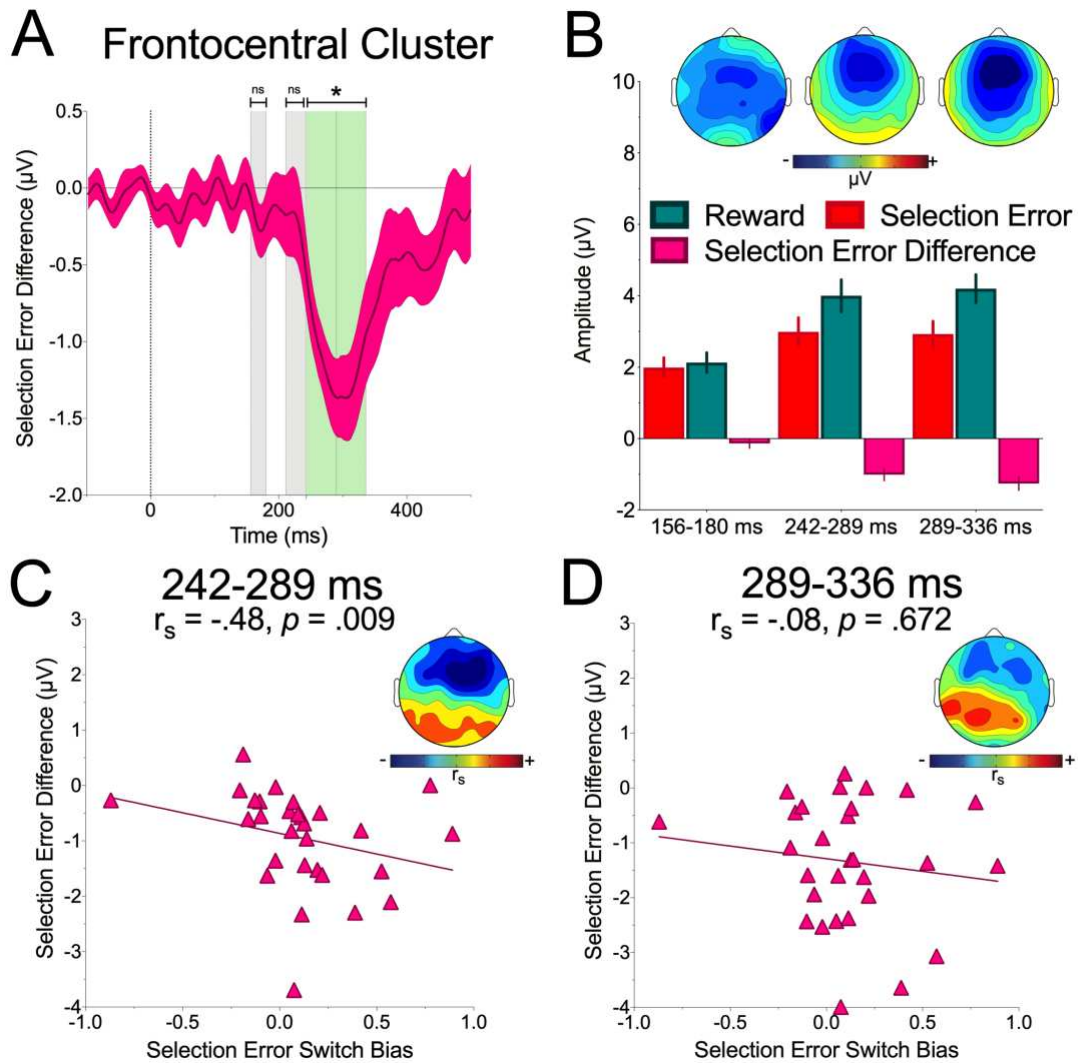 A
Frontocentral Cluster
ns
ns
*
0.5
0.0
-0.5
-1.0
-1.5
-2.0
Selection Error Difference (µV)
0
200
400
Time (ms)
B
-
+
µV
Reward
Selection Error
Selection Error Difference
10
8
6
4
2
0
-2
Amplitude (µV)
156-180 ms
242-289 ms
289-336 ms
C
242-289 ms
rs = -.48, p = .009
-
+
rs
3
2
1
0
-1
-2
-3
-4
Selection Error Difference (µV)
-1.0
-0.5
0.0
0.5
1.0
Selection Error Switch Bias
D
289-336 ms
rs = -.08, p = .672
-
+
rs
3
2
1
0
-1
-2
-3
-4
Selection Error Difference (µV)
-1.0
-0.5
0.0
0.5
1.0
Selection Error Switch Bias